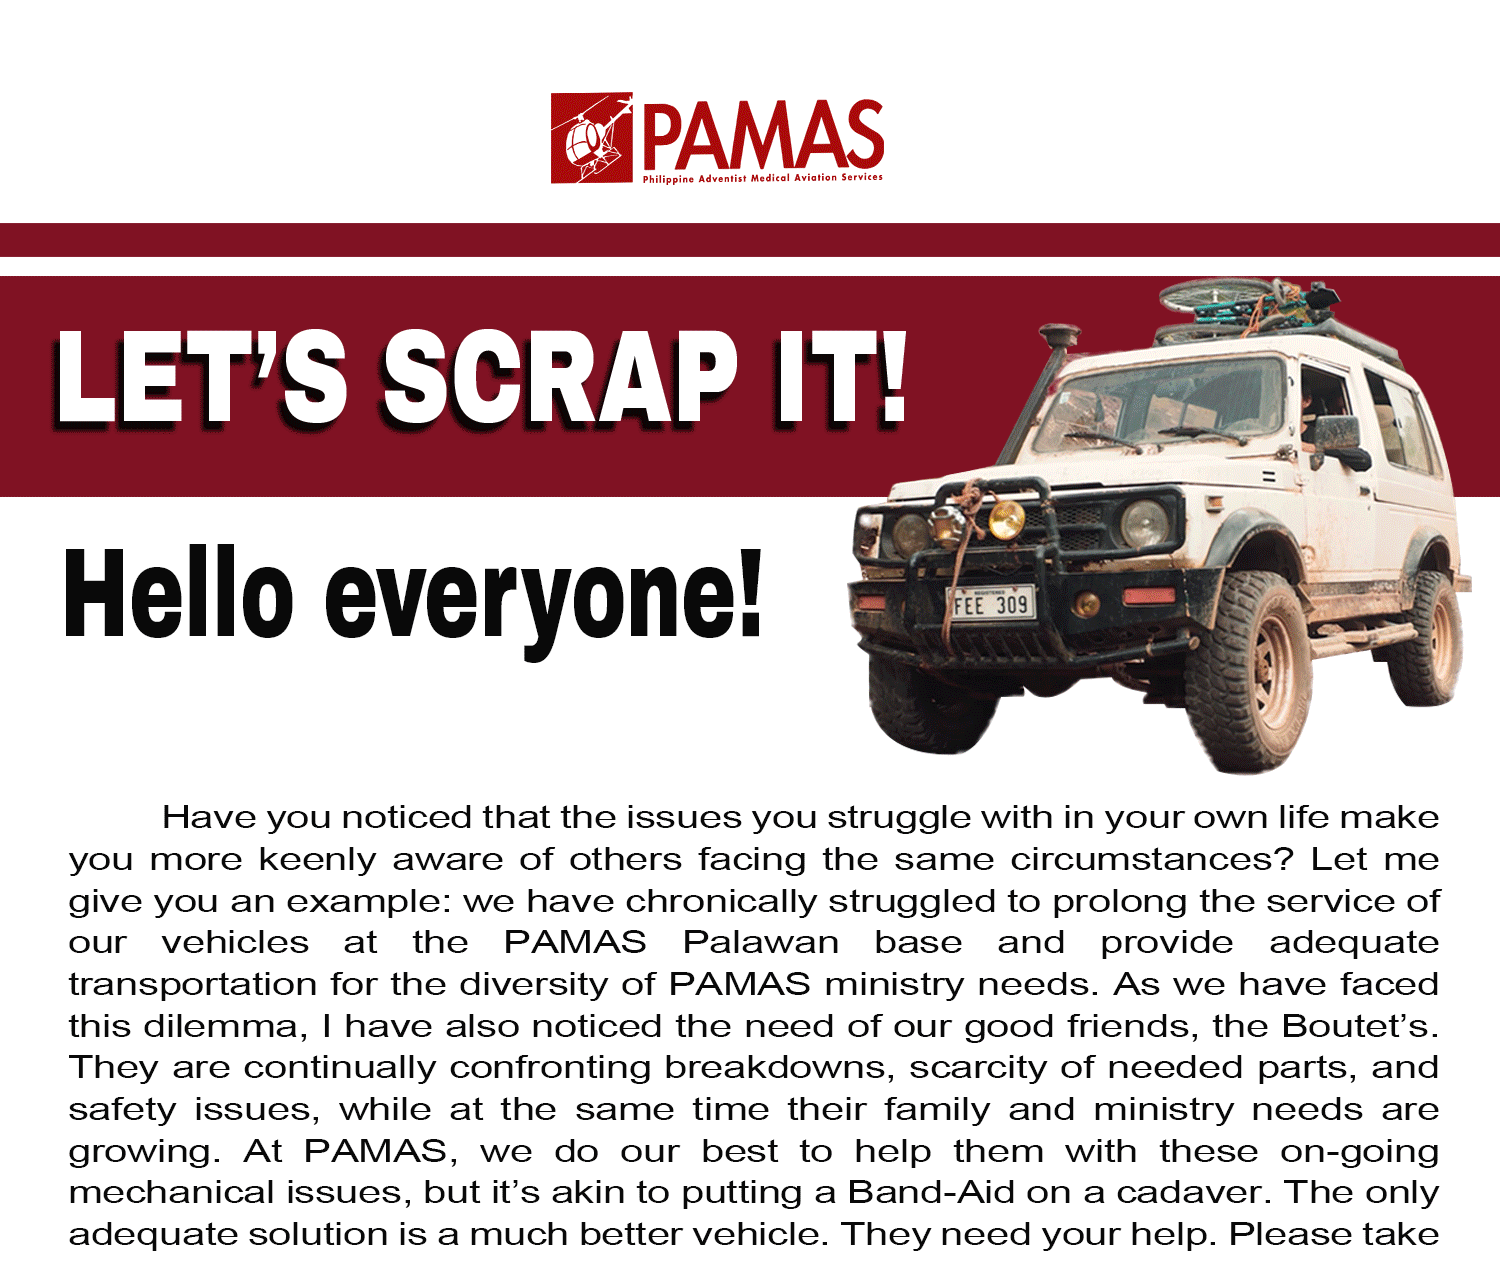 PAMAS
Philippine Adventist Medical Aviation Services
LET’S SCRAP IT!
Hello everyone!
FEE 309
Have you noticed that the issues you struggle with in your own life make
you more keenly aware of others facing the same circumstances? Let me
give you an example: we have chronically struggled to prolong the service of
our vehicles at the PAMAS Palawan base and provide adequate
transportation for the diversity of PAMAS ministry needs. As we have faced
this dilemma, I have also noticed the need of our good friends, the Boutet’s.
They are continually confronting breakdowns, scarcity of needed parts, and
safety issues, while at the same time their family and ministry needs are
growing. At PAMAS, we do our best to help them with these on-going
mechanical issues, but it’s akin to putting a Band-Aid on a cadaver. The only
adequate solution is a much better vehicle. They need your help. Please take